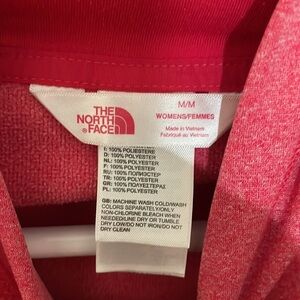 THE
NORTH
FACE
M/M
WOMENS/FEMMES
Made in Vietnam
Fabriqué au Vietnam
E: 100% POLIESTERE
D: 100% POLYESTER
NL: 100% POLYESTER
F: 100% POLYESTER
RU: 100% ПОЛИЭСТЕР
TR: 100% POLYESTER
GR: 100% ΠΟΛΥΕΣΤΕΡΑΣ
PL: 100% POLYESTER
GB: MACHINE WASH COLD/WASH
COLORS SEPARATELY/ONLY
NON-CHLORINE BLEACH WHEN
NEEDED/LINE DRY OR TUMBLE
DRY LOW/DO NOT IRON/DO NOT
DRY CLEAN